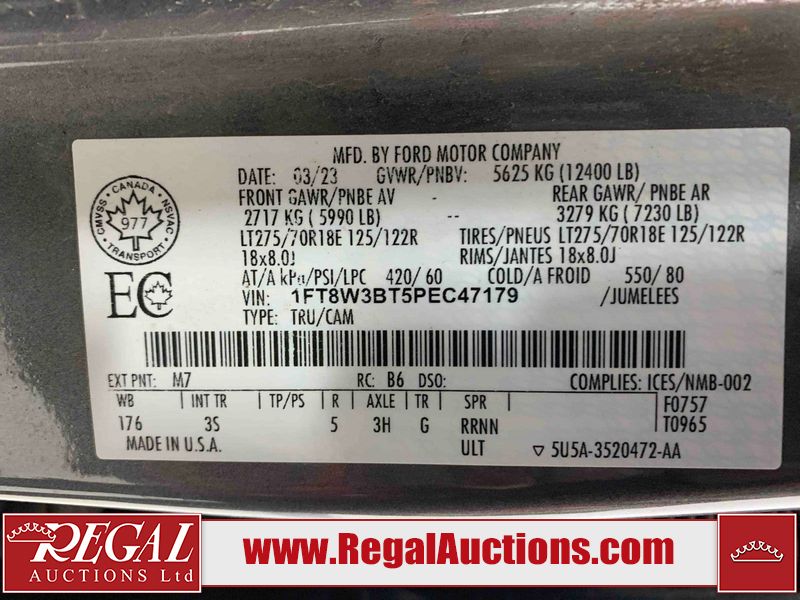 MFD. BY FORD MOTOR COMPANY
DATE: 03/23 GVWR/PNBV: 5625 KG (12400 LB)
FRONT GAWR/PNBE AV REAR GAWR/ PNBE AR
2717 KG ( 5990 LB) -- 3279 KG ( 7230 LB)
LT275/70R18E 125/122R TIRES/PNEUS LT275/70R18E 125/122R
18x8.0J RIMS/JANTES 18x8.0J
AT/A kPa/PSI/LPC 420/ 60 COLD/A FROID 550/ 80
VIN: 1FT8W3BT5PEC47179 /JUMELEES
TYPE: TRU/CAM
CANADA
CMVSS NSVAC
977
TRANSPORT
EC
EXT PNT: M7 RC: B6 DSO: COMPLIES: ICES/NMB-002
WB INT TR TP/PS R AXLE TR SPR F0757
176 3S 5 3H G RRNN T0965
MADE IN U.S.A. ULT ▽ 5U5A-3520472-AA
REGAL
AUCTIONS Ltd
www.RegalAuctions.com